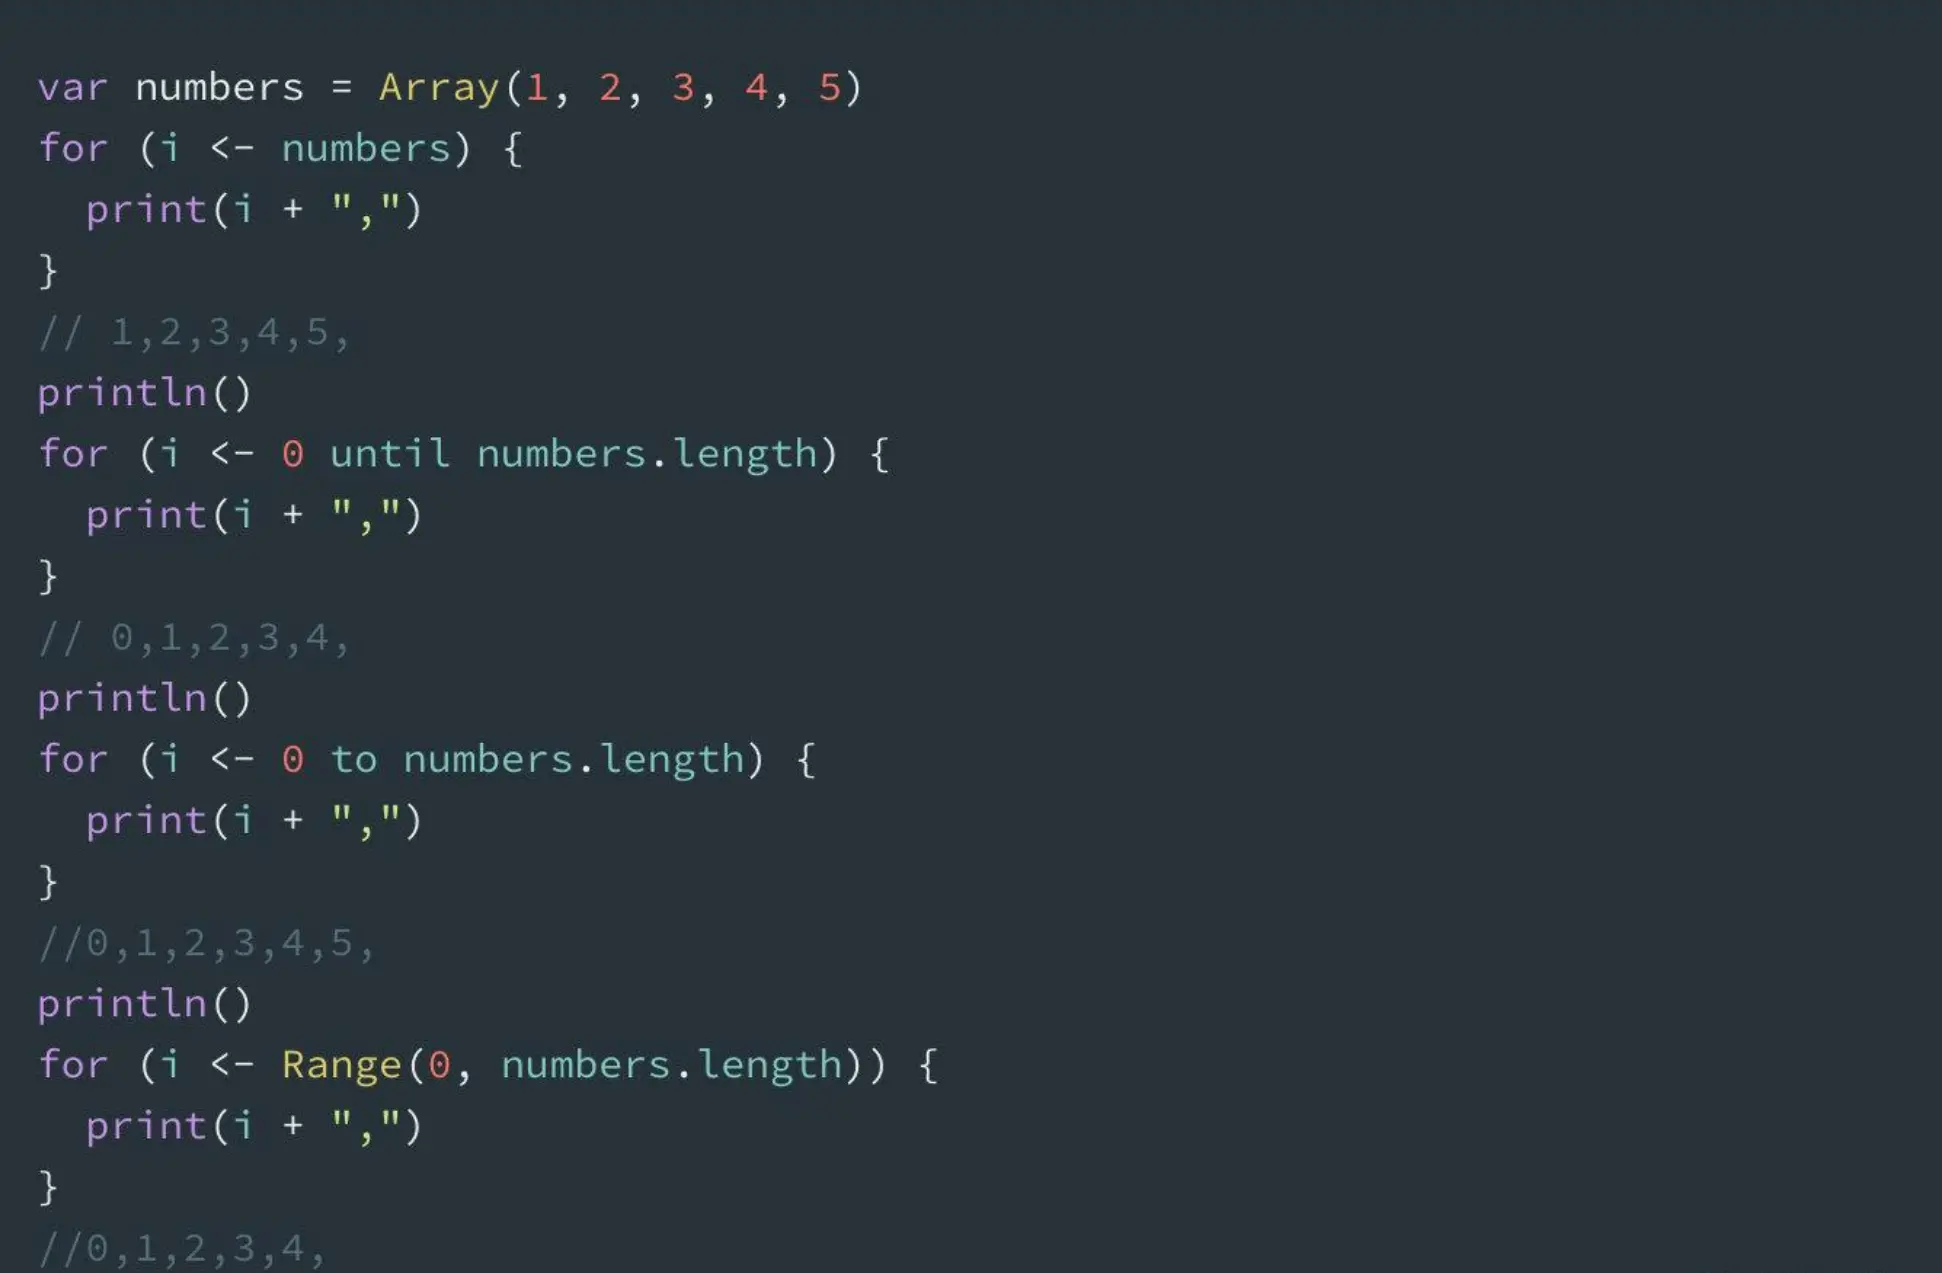 var numbers = Array(1, 2, 3, 4, 5)
for (i <- numbers) {
  print(i + ",")
}
// 1,2,3,4,5,
println()
for (i <- 0 until numbers.length) {
  print(i + ",")
}
// 0,1,2,3,4,
println()
for (i <- 0 to numbers.length) {
  print(i + ",")
}
//0,1,2,3,4,5,
println()
for (i <- Range(0, numbers.length)) {
  print(i + ",")
}
//0,1,2,3,4,